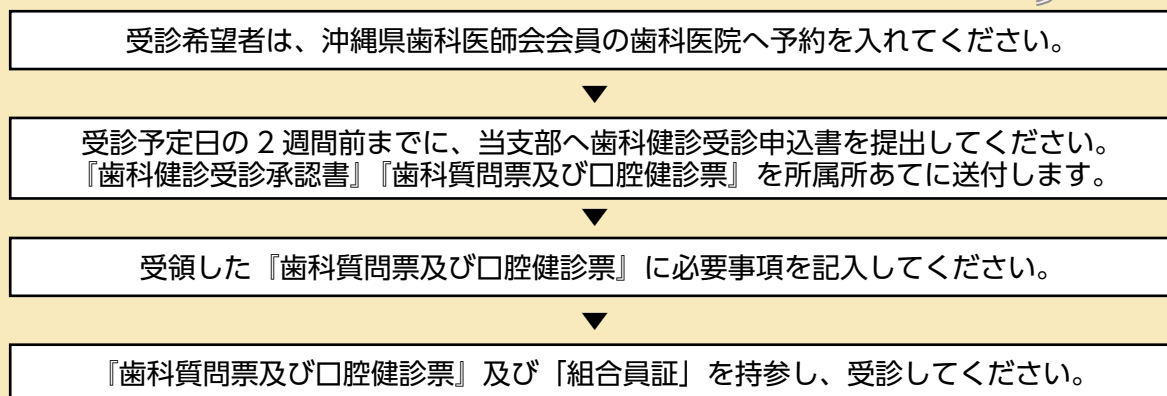 受診希望者は、沖縄県歯科医師会会員の歯科医院へ予約を入れてください。
▼
受診予定日の２週間前までに、当支部へ歯科健診受診申込書を提出してください。
『歯科健診受診承認書』『歯科質問票及び口腔健診票』を所属所あてに送付します。
▼
受領した『歯科質問票及び口腔健診票』に必要事項を記入してください。
▼
『歯科質問票及び口腔健診票』及び「組合員証」を持参し、受診してください。